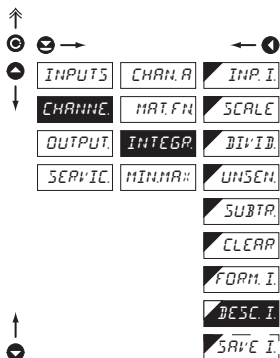 INPUTS. CHAN. A INP. I.
CHANNE. MAT. FN. SCALE
OUTPUT. INTEGR. DIVID.
SERVIC. MIN.MAX UNSEN.
SUBTR.
CLEAR
FORM. I.
DESC. I.
SAVE I.